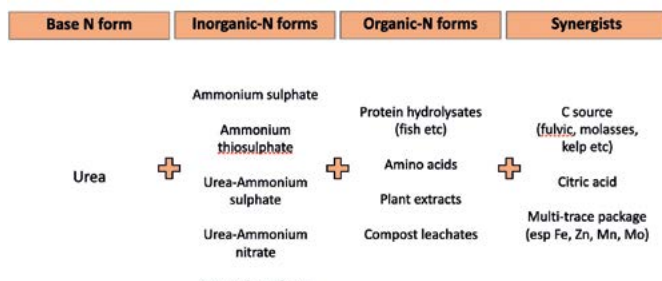 Base N form
Inorganic-N forms
Organic-N forms
Synergists
Urea
Ammonium sulphate
Ammonium
thiosulphate
Urea-Ammonium
sulphate
Urea-Ammonium
nitrate
Protein hydrolysates
(fish etc)
Amino acids
Plant extracts
Compost leachates
C source
(fulvic, molasses,
kelp etc)
Citric acid
Multi-trace package
(esp Fe, Zn, Mn, Mo)